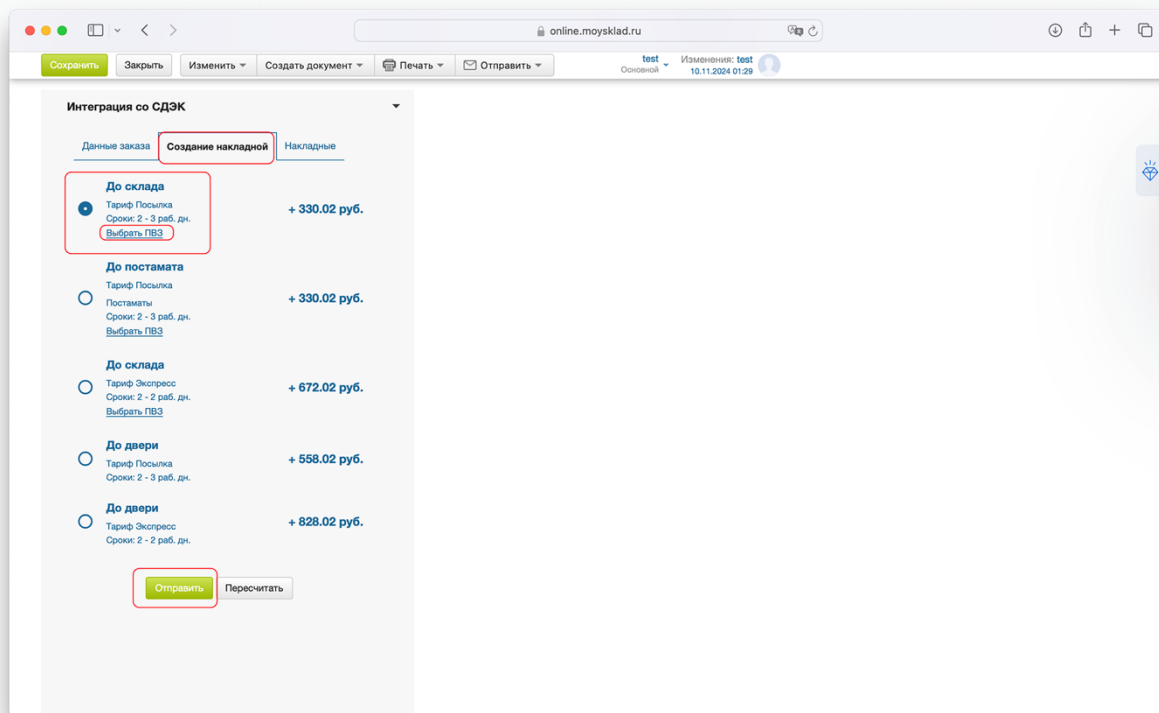 online.moysklad.ru
Сохранить Закрыть Изменить Создать документ Печать Отправить
test
Основной
Изменения: test
10.11.2024 01:29
Интеграция со СДЭК
Данные заказа Создание накладной Накладные
До склада
Тариф Посылка
Сроки: 2 - 3 раб. дн.
Выбрать ПВЗ
+ 330.02 руб.
До постамата
Тариф Посылка
Постаматы
Сроки: 2 - 3 раб. дн.
Выбрать ПВЗ
+ 330.02 руб.
До склада
Тариф Экспресс
Сроки: 2 - 2 раб. дн.
Выбрать ПВЗ
+ 672.02 руб.
До двери
Тариф Посылка
Сроки: 2 - 3 раб. дн.
+ 558.02 руб.
До двери
Тариф Экспресс
Сроки: 2 - 2 раб. дн.
+ 828.02 руб.
Отправить Пересчитать